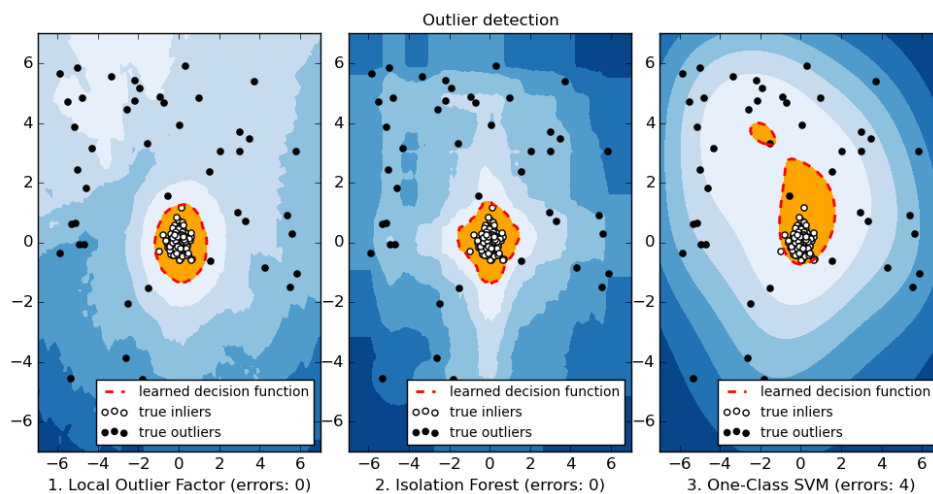 Outlier detection
6
4
2
0
−2
−4
−6
learned decision function
true inliers
true outliers
−6 −4 −2 0 2 4 6
1. Local Outlier Factor (errors: 0)
6
4
2
0
−2
−4
−6
learned decision function
true inliers
true outliers
−6 −4 −2 0 2 4 6
2. Isolation Forest (errors: 0)
6
4
2
0
−2
−4
−6
learned decision function
true inliers
true outliers
−6 −4 −2 0 2 4 6
3. One-Class SVM (errors: 4)